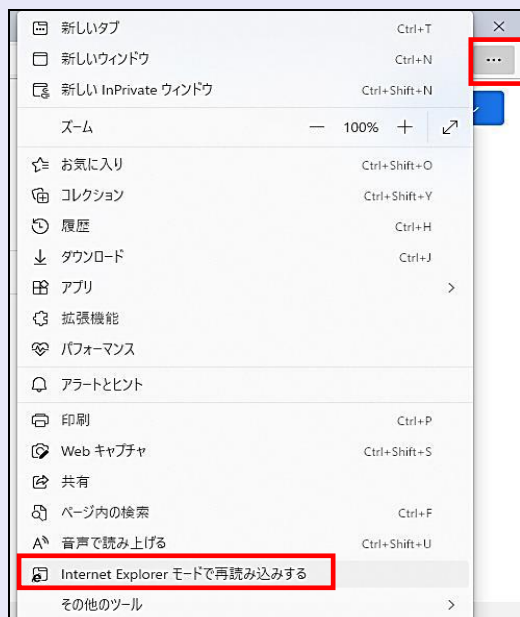 新しいタブ Ctrl+T
新しいウィンドウ Ctrl+N
新しい InPrivate ウィンドウ Ctrl+Shift+N
ズーム — 100% +
お気に入り Ctrl+Shift+O
コレクション Ctrl+Shift+Y
履歴 Ctrl+H
ダウンロード Ctrl+J
アプリ
拡張機能
パフォーマンス
アラートとヒント
印刷 Ctrl+P
Web キャプチャ Ctrl+Shift+S
共有
ページ内の検索 Ctrl+F
音声で読み上げる Ctrl+Shift+U
Internet Explorer モードで再読み込みする
その他のツール